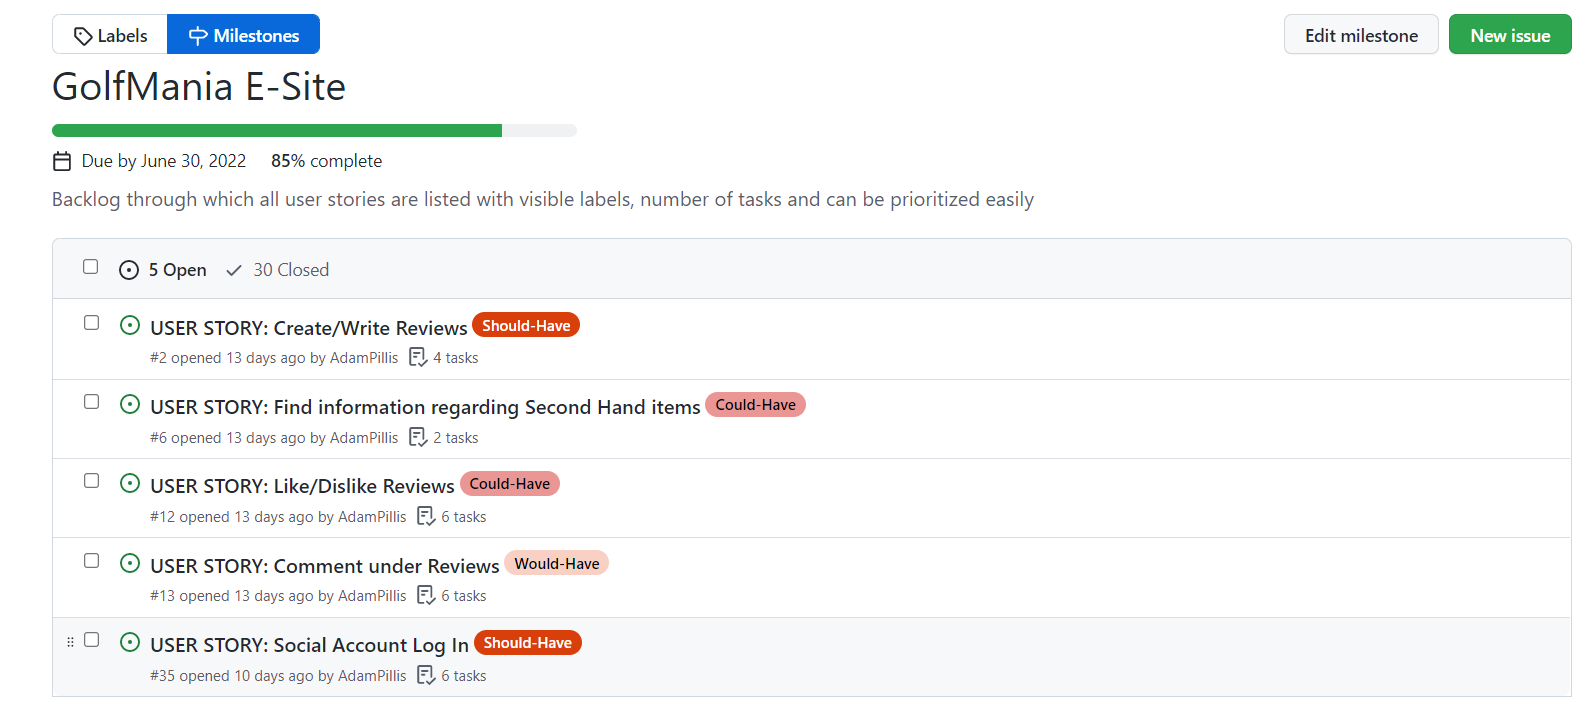 Labels Milestones Edit milestone New issue
GolfMania E-Site
Due by June 30, 2022 85% complete
Backlog through which all user stories are listed with visible labels, number of tasks and can be prioritized easily
5 Open 30 Closed
USER STORY: Create/Write Reviews Should-Have
#2 opened 13 days ago by AdamPillis 4 tasks
USER STORY: Find information regarding Second Hand items Could-Have
#6 opened 13 days ago by AdamPillis 2 tasks
USER STORY: Like/Dislike Reviews Could-Have
#12 opened 13 days ago by AdamPillis 6 tasks
USER STORY: Comment under Reviews Would-Have
#13 opened 13 days ago by AdamPillis 6 tasks
USER STORY: Social Account Log In Should-Have
#35 opened 10 days ago by AdamPillis 6 tasks